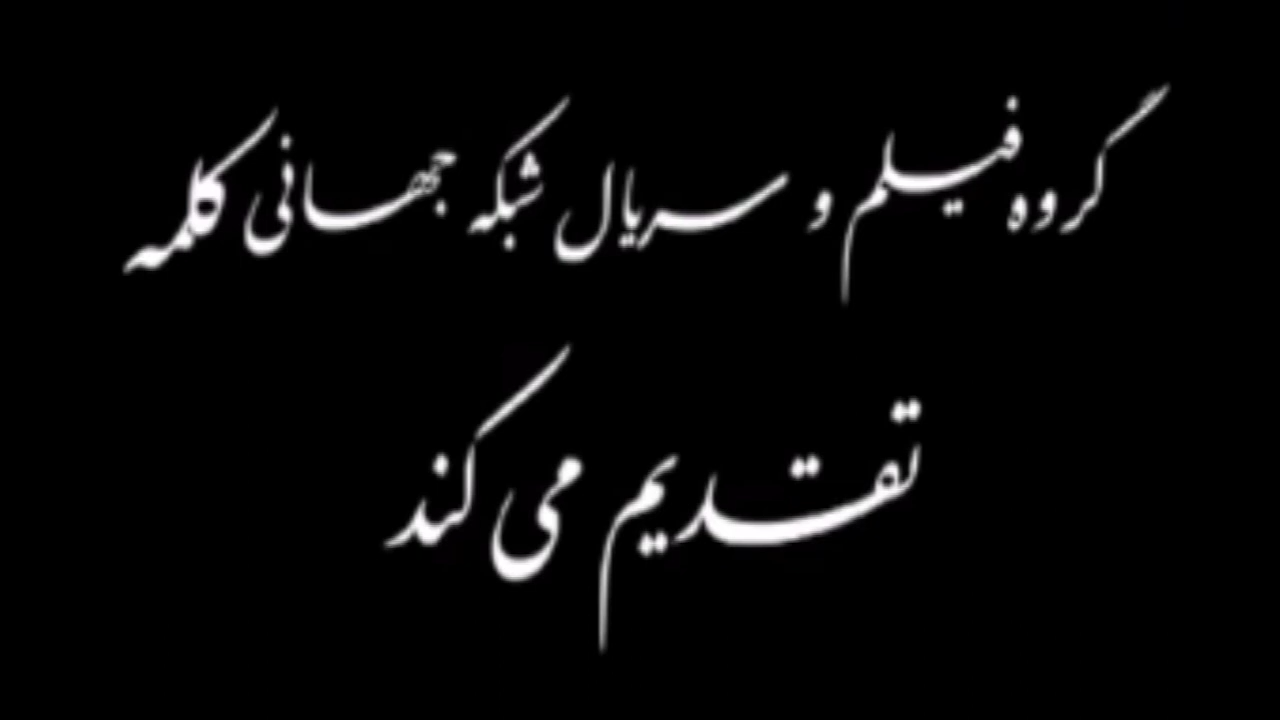 گروه فیلم و سریال شبکه جهانی کلمه
تقدیم می کند